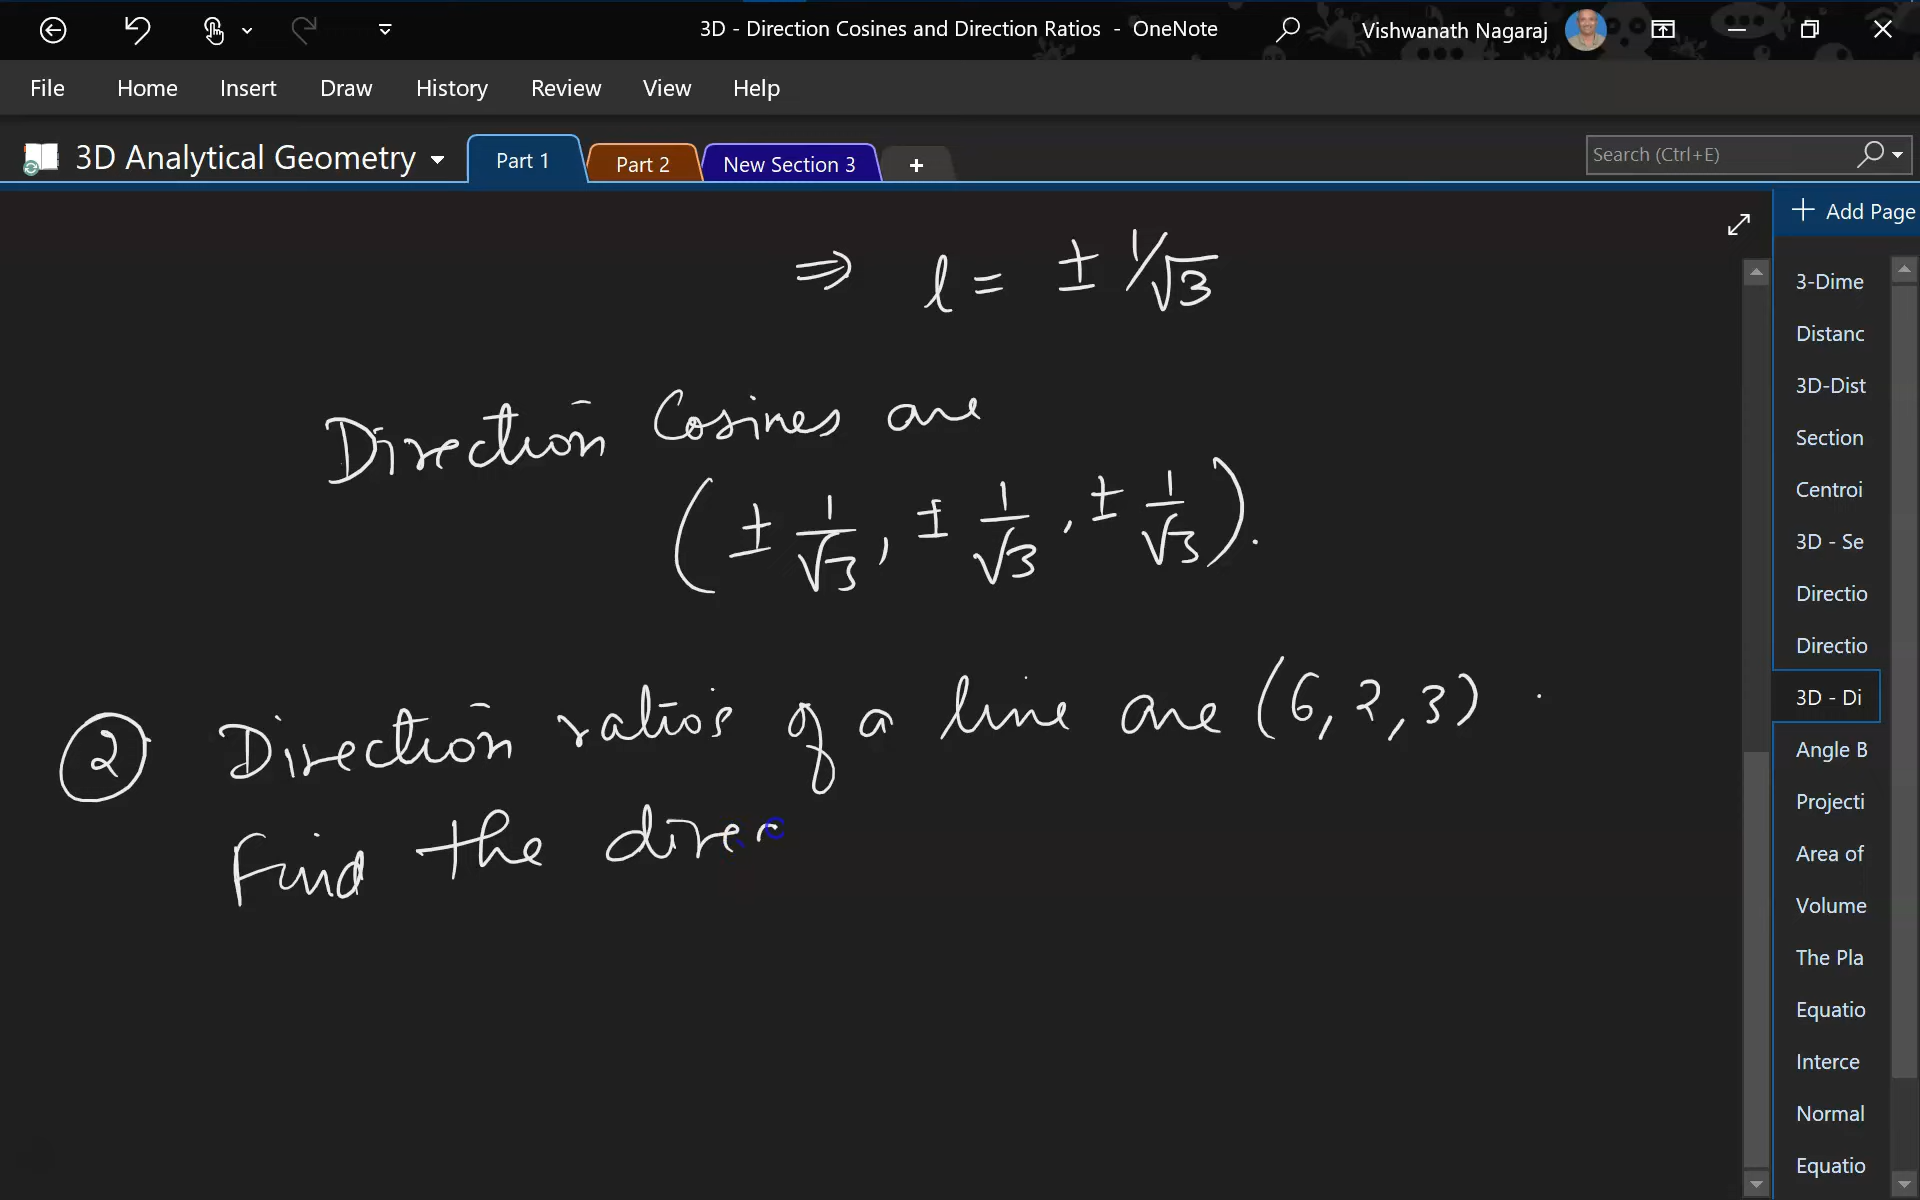 3D - Direction Cosines and Direction Ratios - OneNote
Vishwanath Nagaraj
File Home Insert Draw History Review View Help
3D Analytical Geometry
Part 1
Part 2
New Section 3
+
Search (Ctrl+E)
+ Add Page
⇒ l = ± 1/√3
Direction Cosines are
(± 1/√3, ± 1/√3, ± 1/√3).
② Direction ratios of a line are (6, 2, 3).
Find the direc
3-Dime
Distanc
3D-Dist
Section
Centroi
3D - Se
Directio
Directio
3D - Di
Angle B
Projecti
Area of
Volume
The Pla
Equatio
Interce
Normal
Equatio